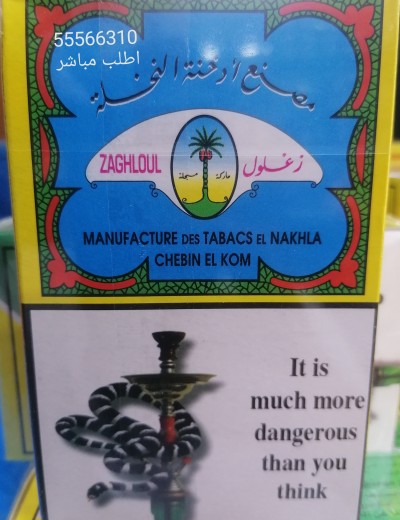 55566310
اطلب مباشر
مصنع أدخنة النخلة
ZAGHLOUL
زغلول
ماركة مسجلة
MANUFACTURE DES TABACS EL NAKHLA
CHEBIN EL KOM
It is
much more
dangerous
than you
think